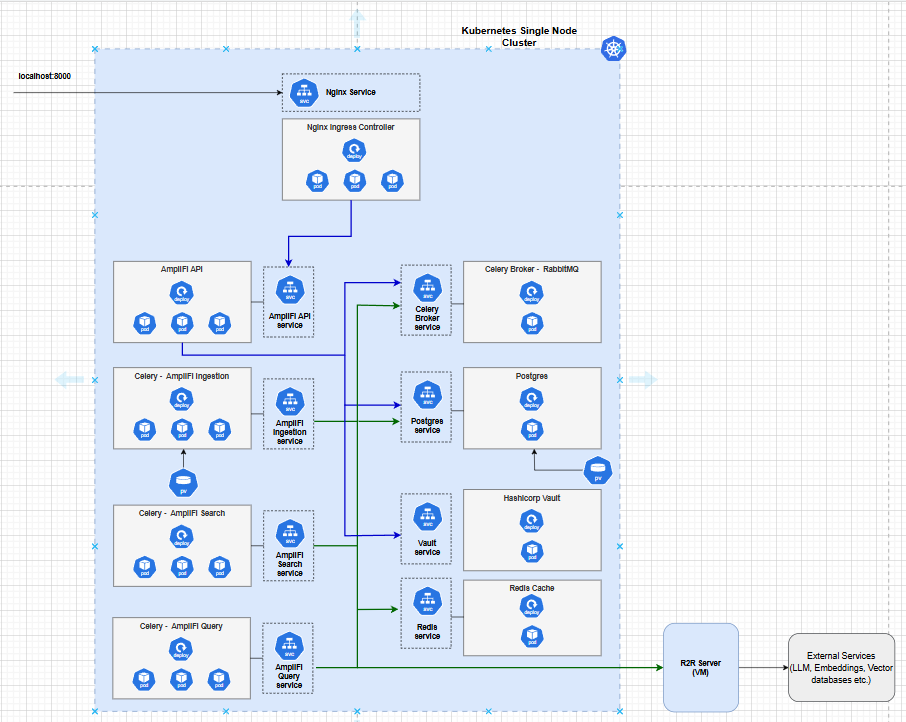 Kubernetes Single Node
Cluster
localhost:8000
svc
Nginx Service
Nginx Ingress Controller
deploy
pod
pod
pod
AmpliFi API
deploy
pod
pod
pod
svc
AmpliFi API
service
svc
Celery
Broker
service
Celery Broker - RabbitMQ
deploy
pod
Celery - AmpliFi Ingestion
deploy
pod
pod
pod
svc
AmpliFi
Ingestion
service
svc
Postgres
service
Postgres
deploy
pod
pv
pv
Celery - AmpliFi Search
deploy
pod
pod
pod
svc
AmpliFi
Search
service
svc
Vault
service
Hashicorp Vault
deploy
pod
svc
Redis
service
Redis Cache
deploy
pod
Celery - AmpliFi Query
deploy
pod
pod
pod
svc
AmpliFi
Query
service
R2R Server
(VM)
External Services
(LLM, Embeddings, Vector
databases etc.)